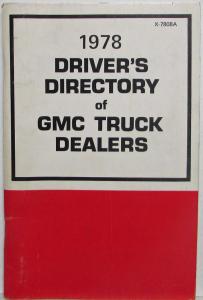 X-7808A
1978
DRIVER'S
DIRECTORY
of
GMC TRUCK
DEALERS